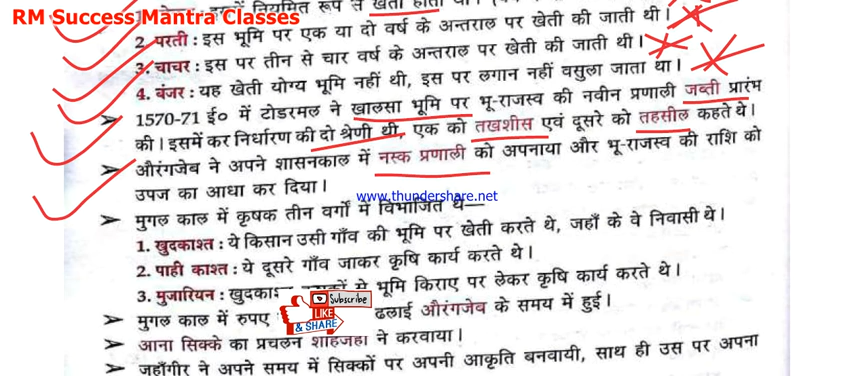 RM Success Mantra Classes
नियमित रूप से खेती होती
2. परती : इस भूमि पर एक या दो वर्ष के अन्तराल पर खेती की जाती थी।
3. चाचर : इस पर तीन से चार वर्ष के अन्तराल पर खेती की जाती थी।
4. बंजर : यह खेती योग्य भूमि नहीं थी, इस पर लगान नहीं वसुला जाता था।
➤ 1570-71 ई० में टोडरमल ने खालसा भूमि पर भू-राजस्व की नवीन प्रणाली जब्ती प्रारंभ
की। इसमें कर निर्धारण की दो श्रेणी थी, एक को तखशीस एवं दूसरे को तहसील कहते थे।
➤ औरंगजेब ने अपने शासनकाल में नस्क प्रणाली को अपनाया और भू-राजस्व की राशि को
उपज का आधा कर दिया।
www.thundershare.net
➤ मुगल काल में कृषक तीन वर्गों में विभाजित थे—
1. खुदकाश्त : ये किसान उसी गाँव की भूमि पर खेती करते थे, जहाँ के वे निवासी थे।
2. पाही काश्त : ये दूसरे गाँव जाकर कृषि कार्य करते थे।
3. मुजारियन : खुदकाश्त भूमि किराए पर लेकर कृषि कार्य करते थे।
➤ मुगल काल में रुपए ढलाई औरंगजेब के समय में हुई।
Subscribe
LIKE
& SHARE
➤ आना सिक्के का प्रचलन शाहजहाँ ने करवाया।
➤ जहाँगीर ने अपने समय में सिक्कों पर अपनी आकृति बनवायी, साथ ही उस पर अपना